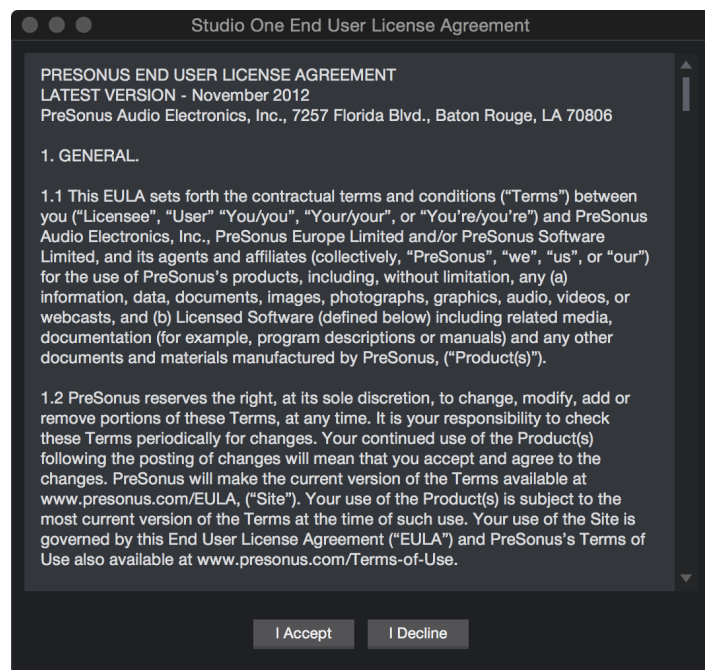 Studio One End User License Agreement
PRESONUS END USER LICENSE AGREEMENT
LATEST VERSION - November 2012
PreSonus Audio Electronics, Inc., 7257 Florida Blvd., Baton Rouge, LA 70806
1. GENERAL.
1.1 This EULA sets forth the contractual terms and conditions (“Terms”) between
you (“Licensee”, “User” “You/you”, “Your/your”, or “You’re/you’re”) and PreSonus
Audio Electronics, Inc., PreSonus Europe Limited and/or PreSonus Software
Limited, and its agents and affiliates (collectively, “PreSonus”, “we”, “us”, or “our”)
for the use of PreSonus’s products, including, without limitation, any (a)
information, data, documents, images, photographs, graphics, audio, videos, or
webcasts, and (b) Licensed Software (defined below) including related media,
documentation (for example, program descriptions or manuals) and any other
documents and materials manufactured by PreSonus, (“Product(s)”).
1.2 PreSonus reserves the right, at its sole discretion, to change, modify, add or
remove portions of these Terms, at any time. It is your responsibility to check
these Terms periodically for changes. Your continued use of the Product(s)
following the posting of changes will mean that you accept and agree to the
changes. PreSonus will make the current version of the Terms available at
www.presonus.com/EULA, (“Site”). Your use of the Product(s) is subject to the
most current version of the Terms at the time of such use. Your use of the Site is
governed by this End User License Agreement (“EULA”) and PreSonus’s Terms of
Use also available at www.presonus.com/Terms-of-Use.
I Accept
I Decline